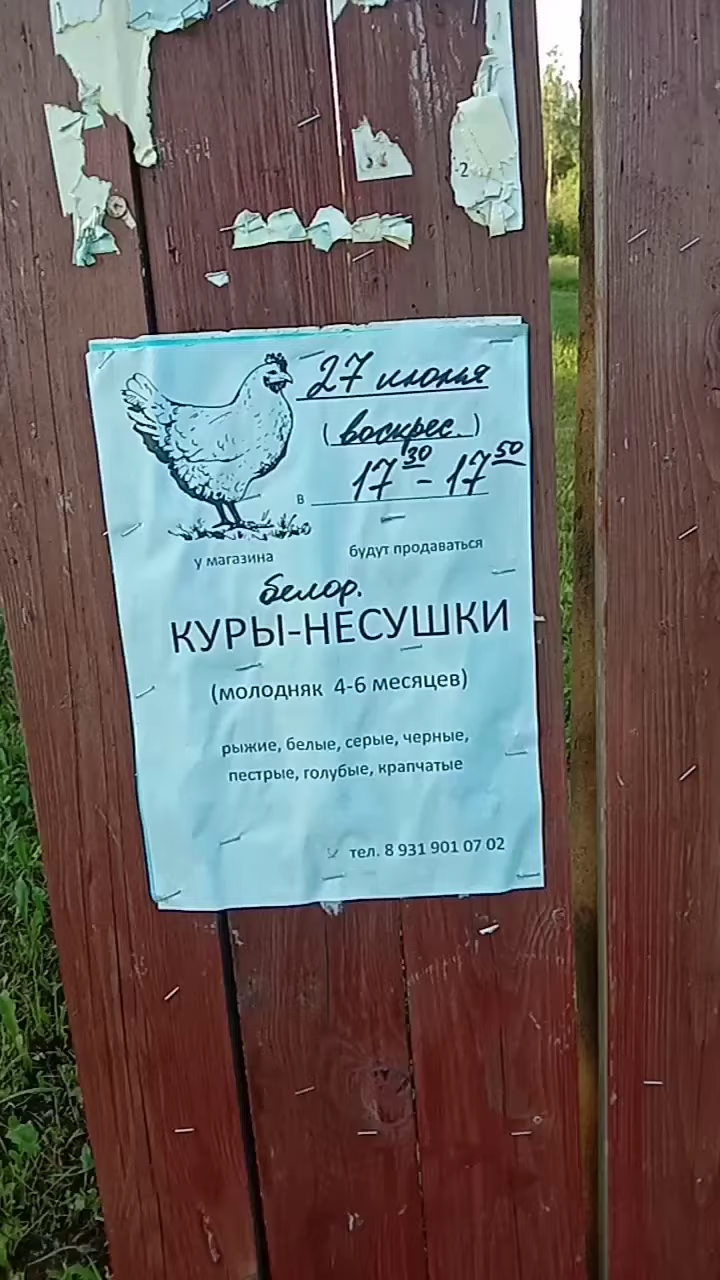 27 июня
(воскрес.)
в 17 30 - 17 50
у магазина будут продаваться
белор.
КУРЫ-НЕСУШКИ
(молодняк 4-6 месяцев)
рыжие, белые, серые, черные,
пестрые, голубые, крапчатые
тел. 8 931 901 07 02